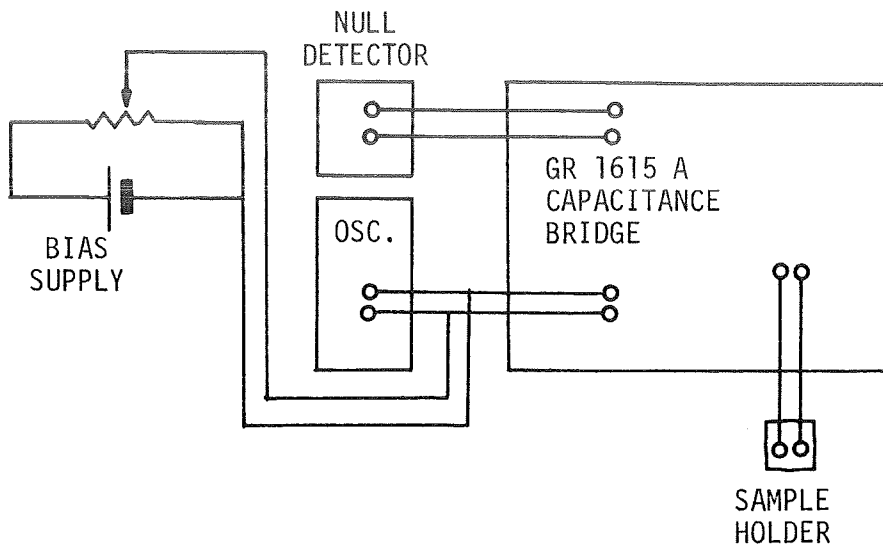 NULL
DETECTOR
GR 1615 A
CAPACITANCE
BRIDGE
OSC.
BIAS
SUPPLY
SAMPLE
HOLDER